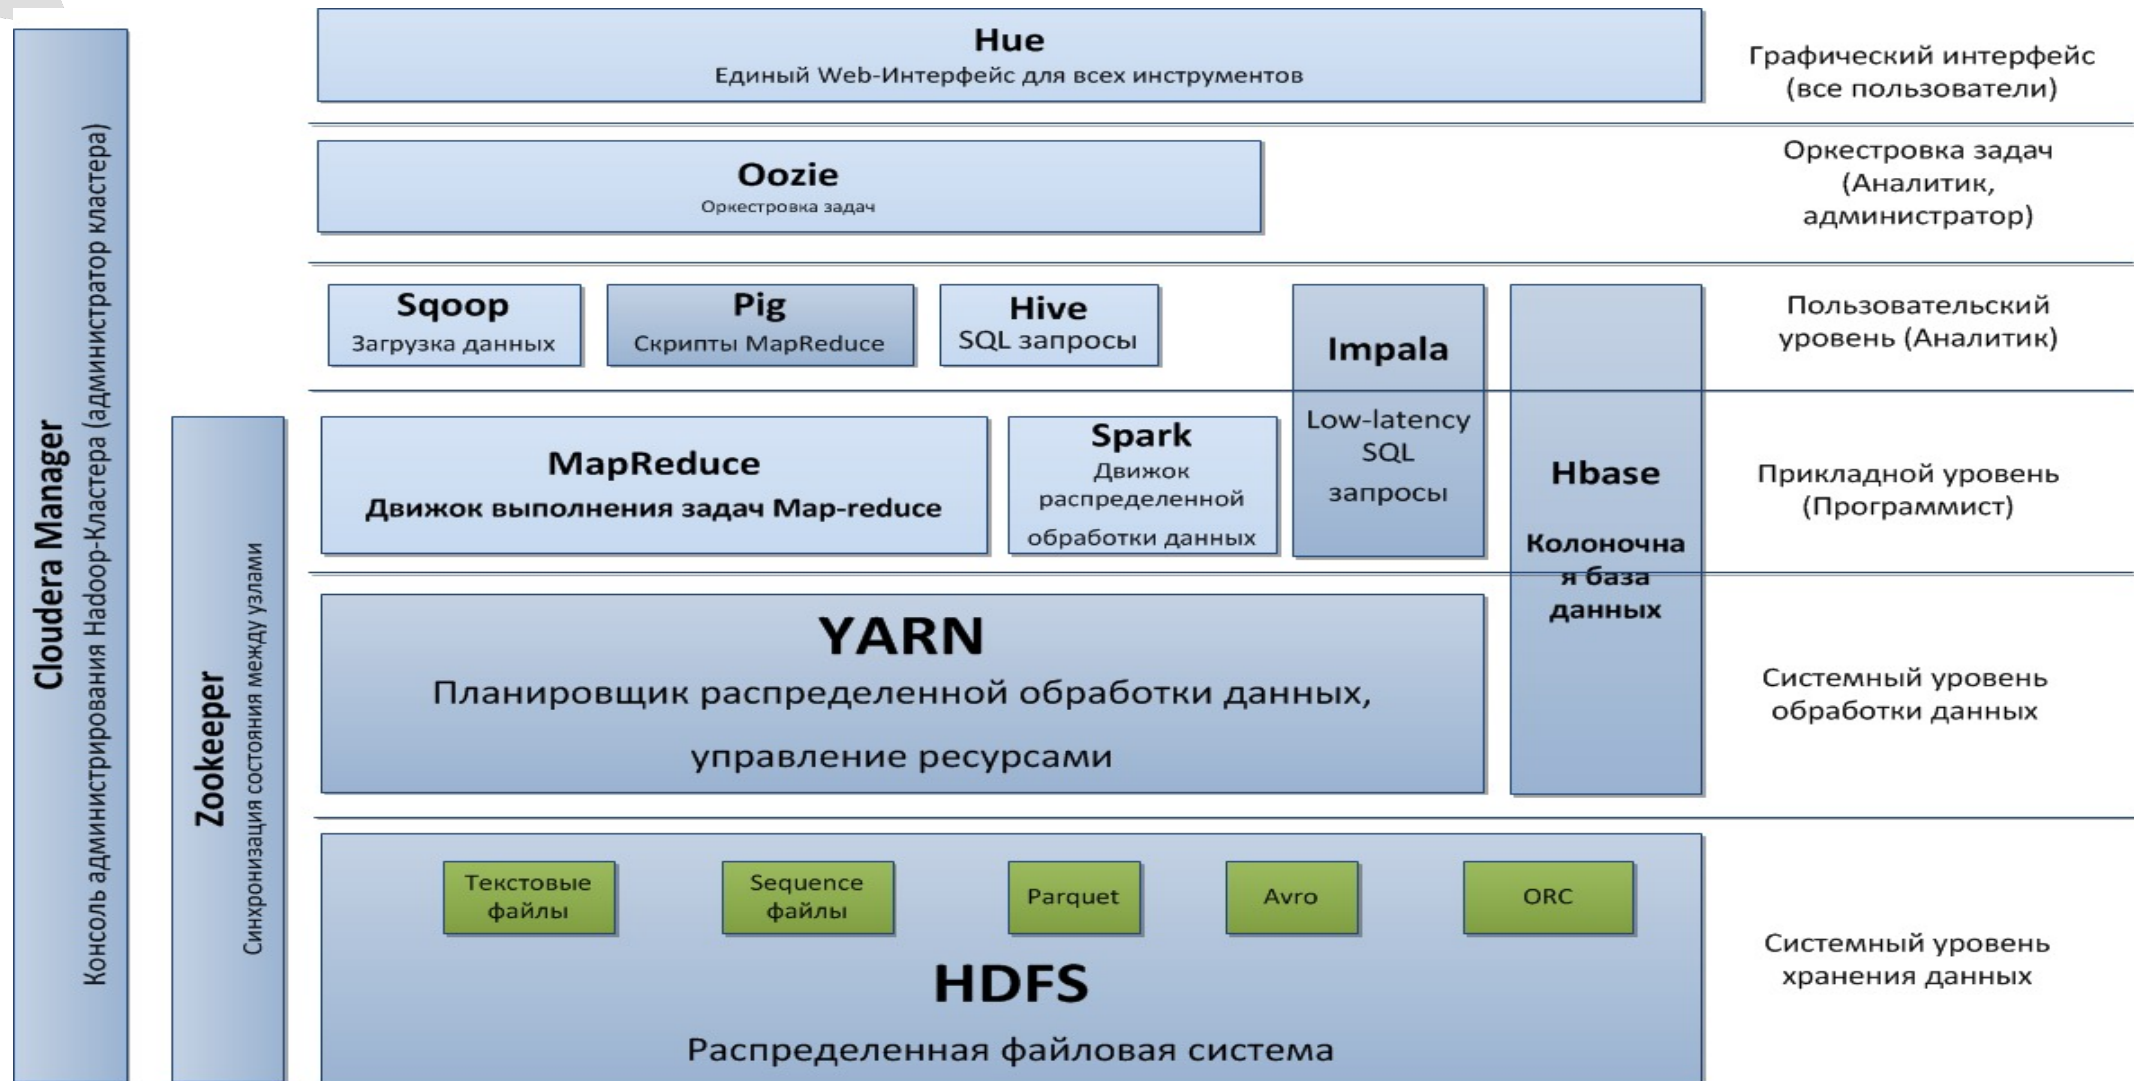 Hue
Единый Web-Интерфейс для всех инструментов
Графический интерфейс
(все пользователи)
Oozie
Оркестровка задач
Оркестровка задач
(Аналитик,
администратор)
Sqoop
Загрузка данных
Pig
Скрипты MapReduce
Hive
SQL запросы
Impala
Low-latency
SQL
запросы
Hbase
Колоночна
я база
данных
Пользовательский
уровень (Аналитик)
MapReduce
Движок выполнения задач Map-reduce
Spark
Движок
распределенной
обработки данных
Прикладной уровень
(Программист)
YARN
Планировщик распределенной обработки данных,
управление ресурсами
Системный уровень
обработки данных
Текстовые
файлы
Sequence
файлы
Parquet
Avro
ORC
HDFS
Распределенная файловая система
Системный уровень
хранения данных
Cloudera Manager
Консоль администрирования Hadoop-Кластера (администратор кластера)
Zookeeper
Синхронизация состояния между узлами